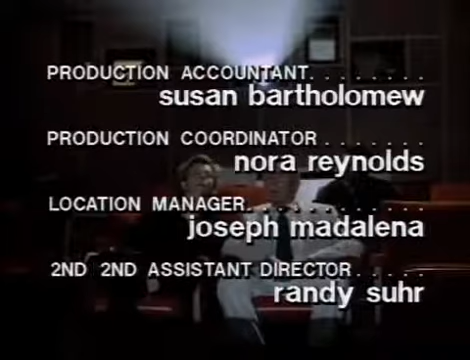 PRODUCTION ACCOUNTANT. . . . . . . .
susan bartholomew
PRODUCTION COORDINATOR . . . . . . .
nora reynolds
LOCATION MANAGER. . . . . . . . . . . .
joseph madalena
2ND 2ND ASSISTANT DIRECTOR. . . . .
randy suhr